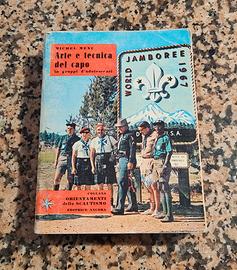 MICHEL MENU
Arte e tecnica
del capo
in gruppi d'adolescenti
WORLD
JAMBOREE
1967
U.S.A.
COLLANA
ORIENTAMENTI
dello SCAUTISMO
EDITRICE ANCORA